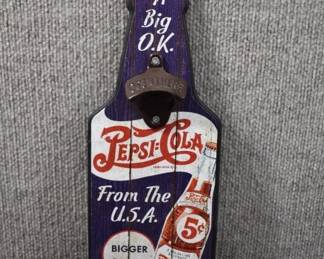 A
Big
O.K.
PEPSI=COLA
From The
U.S.A.
5¢
BIGGER